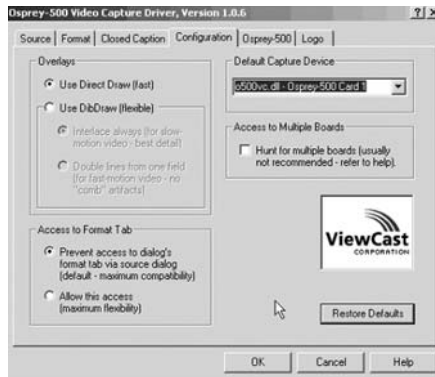 Osprey-500 Video Capture Driver, Version 1.0.6
Source Format Closed Caption Configuration Osprey-500 Logo
Overlays
Use Direct Draw (fast)
Use DibDraw (flexible)
Interlace always (for slow-
motion video - best detail)
Double lines from one field
(for fast-motion video - no
"comb" artifacts)
Access to Format Tab
Prevent access to dialog's
format tab via source dialog
(default - maximum compatibility)
Allow this access
(maximum flexibility)
Default Capture Device
o500vc.dll - Osprey-500 Card 1
Access to Multiple Boards
Hunt for multiple boards (usually
not recommended - refer to help).
ViewCast
CORPORATION
Restore Defaults
OK Cancel Help